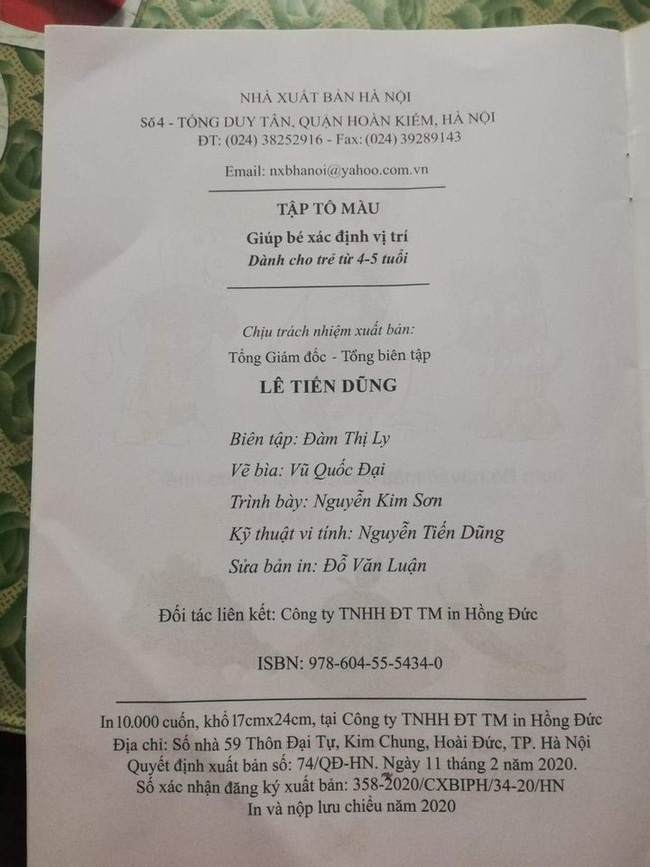 NHÀ XUẤT BẢN HÀ NỘI
Số 4 - TỐNG DUY TÂN, QUẬN HOÀN KIẾM, HÀ NỘI
ĐT: (024) 38252916 - Fax: (024) 39289143
Email: nxbhanoi@yahoo.com.vn
TẬP TÔ MÀU
Giúp bé xác định vị trí
Dành cho trẻ từ 4-5 tuổi
Chịu trách nhiệm xuất bản:
Tổng Giám đốc - Tổng biên tập
LÊ TIẾN DŨNG
Biên tập: Đàm Thị Ly
Vẽ bìa: Vũ Quốc Đại
Trình bày: Nguyễn Kim Sơn
Kỹ thuật vi tính: Nguyễn Tiến Dũng
Sửa bản in: Đỗ Văn Luận
Đối tác liên kết: Công ty TNHH ĐT TM in Hồng Đức
ISBN: 978-604-55-5434-0
In 10.000 cuốn, khổ 17cmx24cm, tại Công ty TNHH ĐT TM in Hồng Đức
Địa chỉ: Số nhà 59 Thôn Đại Tự, Kim Chung, Hoài Đức, TP. Hà Nội
Quyết định xuất bản số: 74/QĐ-HN. Ngày 11 tháng 2 năm 2020.
Số xác nhận đăng ký xuất bản: 358-2020/CXBIPH/34-20/HN
In và nộp lưu chiểu năm 2020